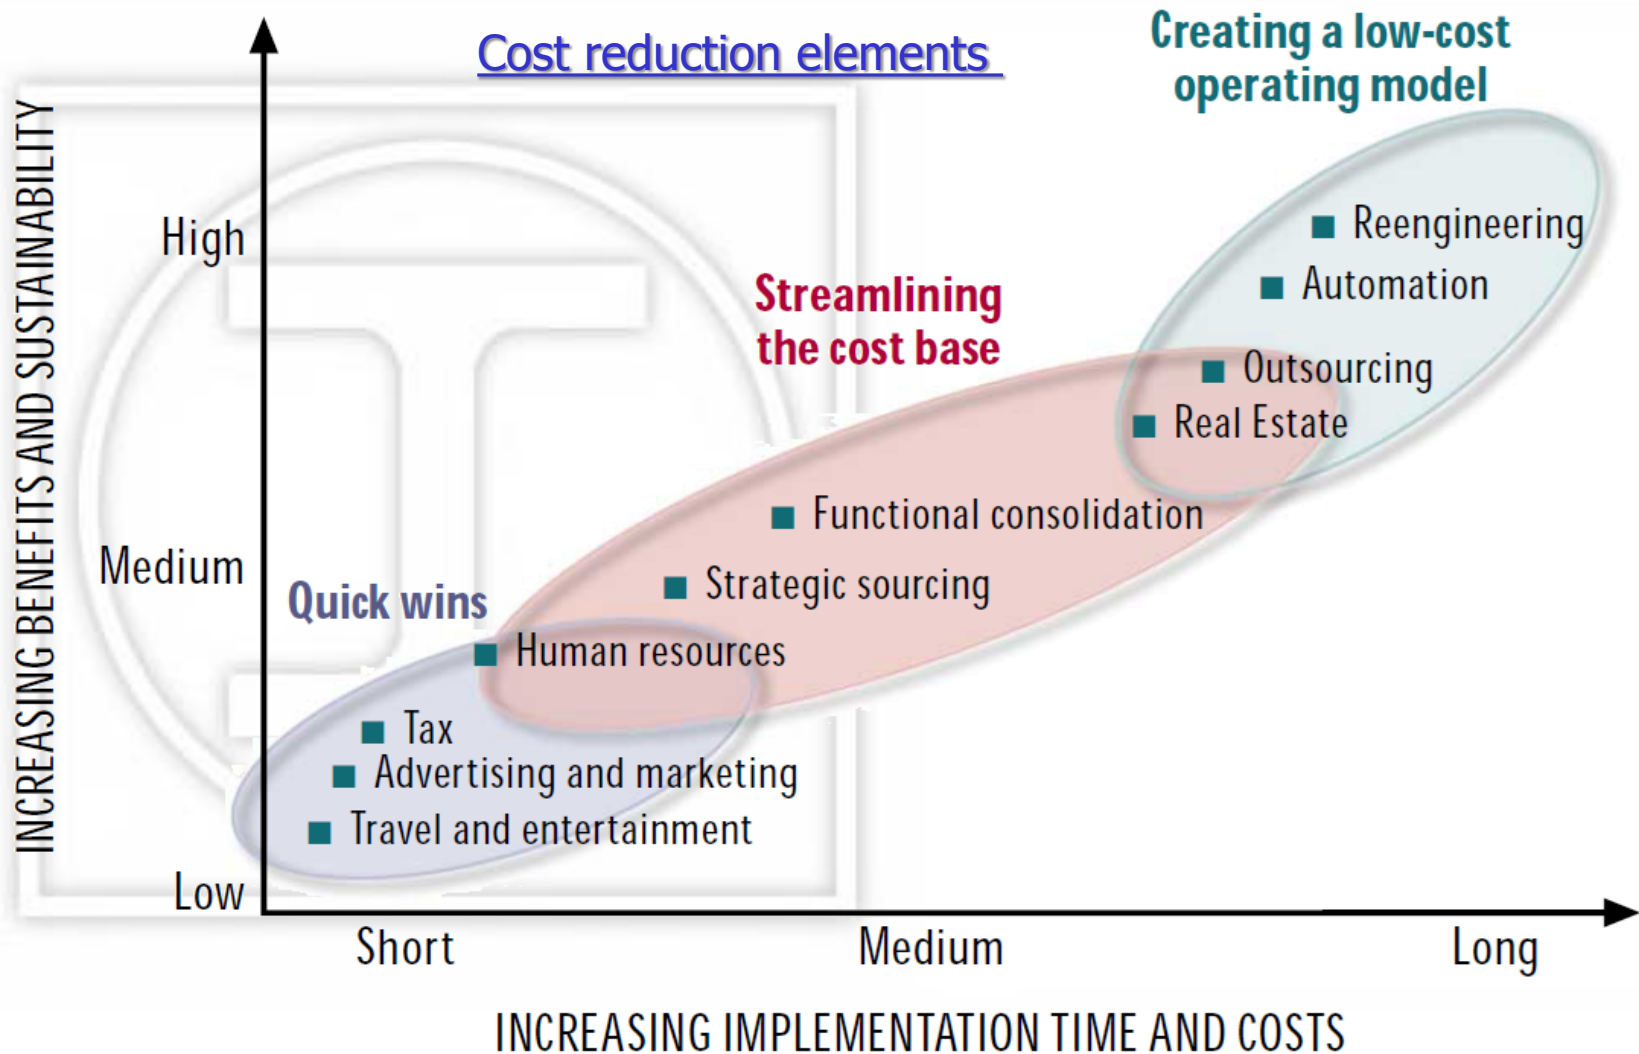 Cost reduction elements
Creating a low-cost
operating model
INCREASING BENEFITS AND SUSTAINABILITY
High
Reengineering
Automation
Streamlining
the cost base
Outsourcing
Real Estate
Functional consolidation
Medium
Strategic sourcing
Quick wins
Human resources
Tax
Advertising and marketing
Travel and entertainment
Low
Short
Medium
Long
INCREASING IMPLEMENTATION TIME AND COSTS